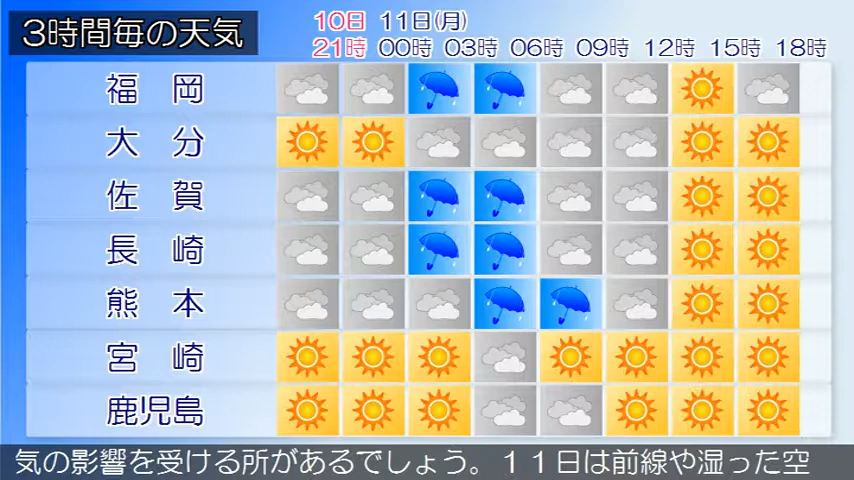 3時間毎の天気
10日 11日(月)
21時 00時 03時 06時 09時 12時 15時 18時
福岡
大分
佐賀
長崎
熊本
宮崎
鹿児島
気の影響を受ける所があるでしょう。１１日は前線や湿った空